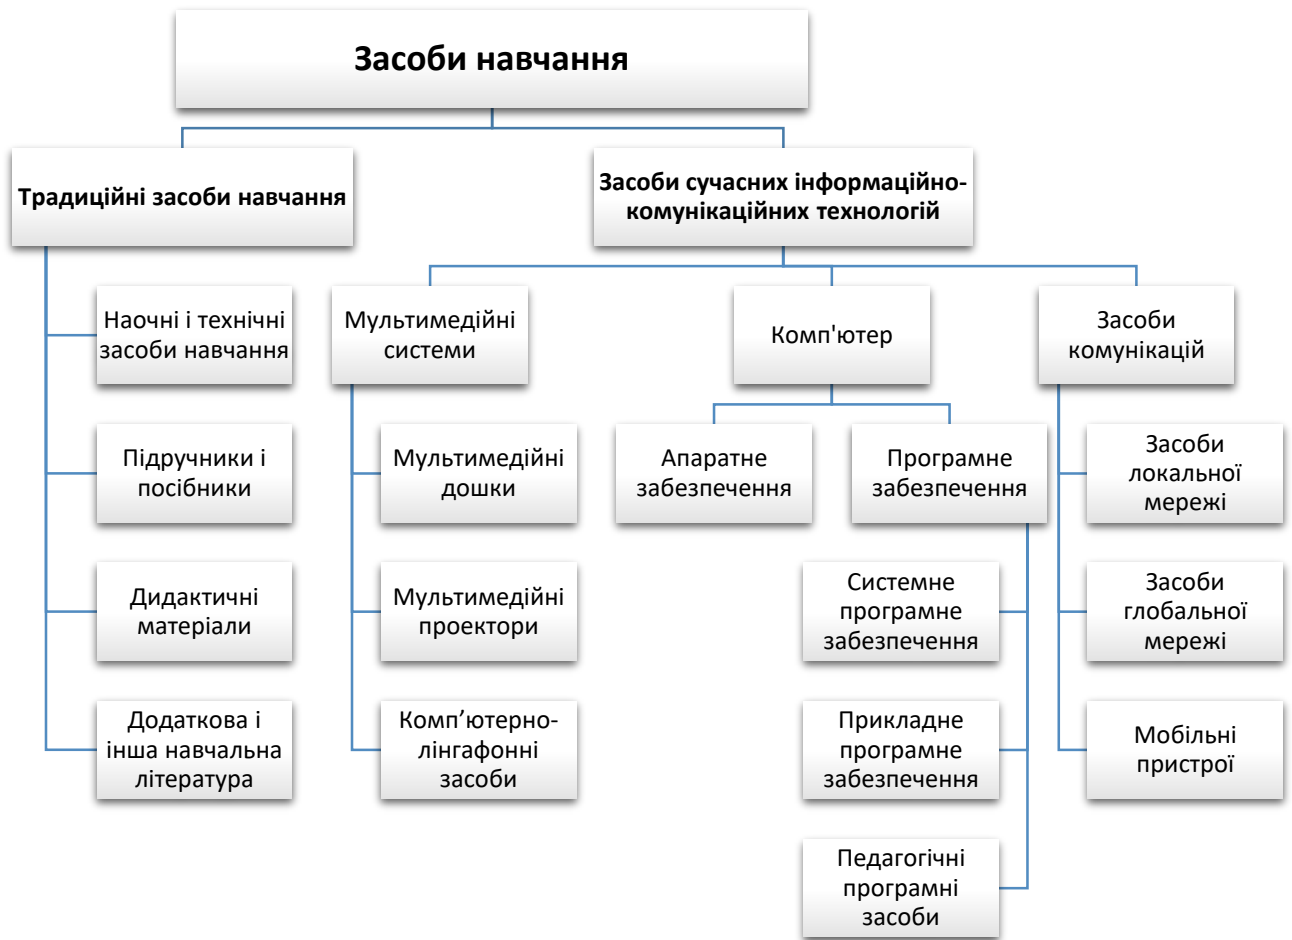 Засоби навчання
Традиційні засоби навчання
Засоби сучасних інформаційно-
комунікаційних технологій
Наочні і технічні
засоби навчання
Підручники і
посібники
Дидактичні
матеріали
Додаткова і
інша навчальна
література
Мультимедійні
системи
Мультимедійні
дошки
Мультимедійні
проектори
Комп’ютерно-
лінгафонні
засоби
Комп'ютер
Апаратне
забезпечення
Програмне
забезпечення
Системне
програмне
забезпечення
Прикладне
програмне
забезпечення
Педагогічні
програмні
засоби
Засоби
комунікацій
Засоби
локальної
мережі
Засоби
глобальної
мережі
Мобільні
пристрої